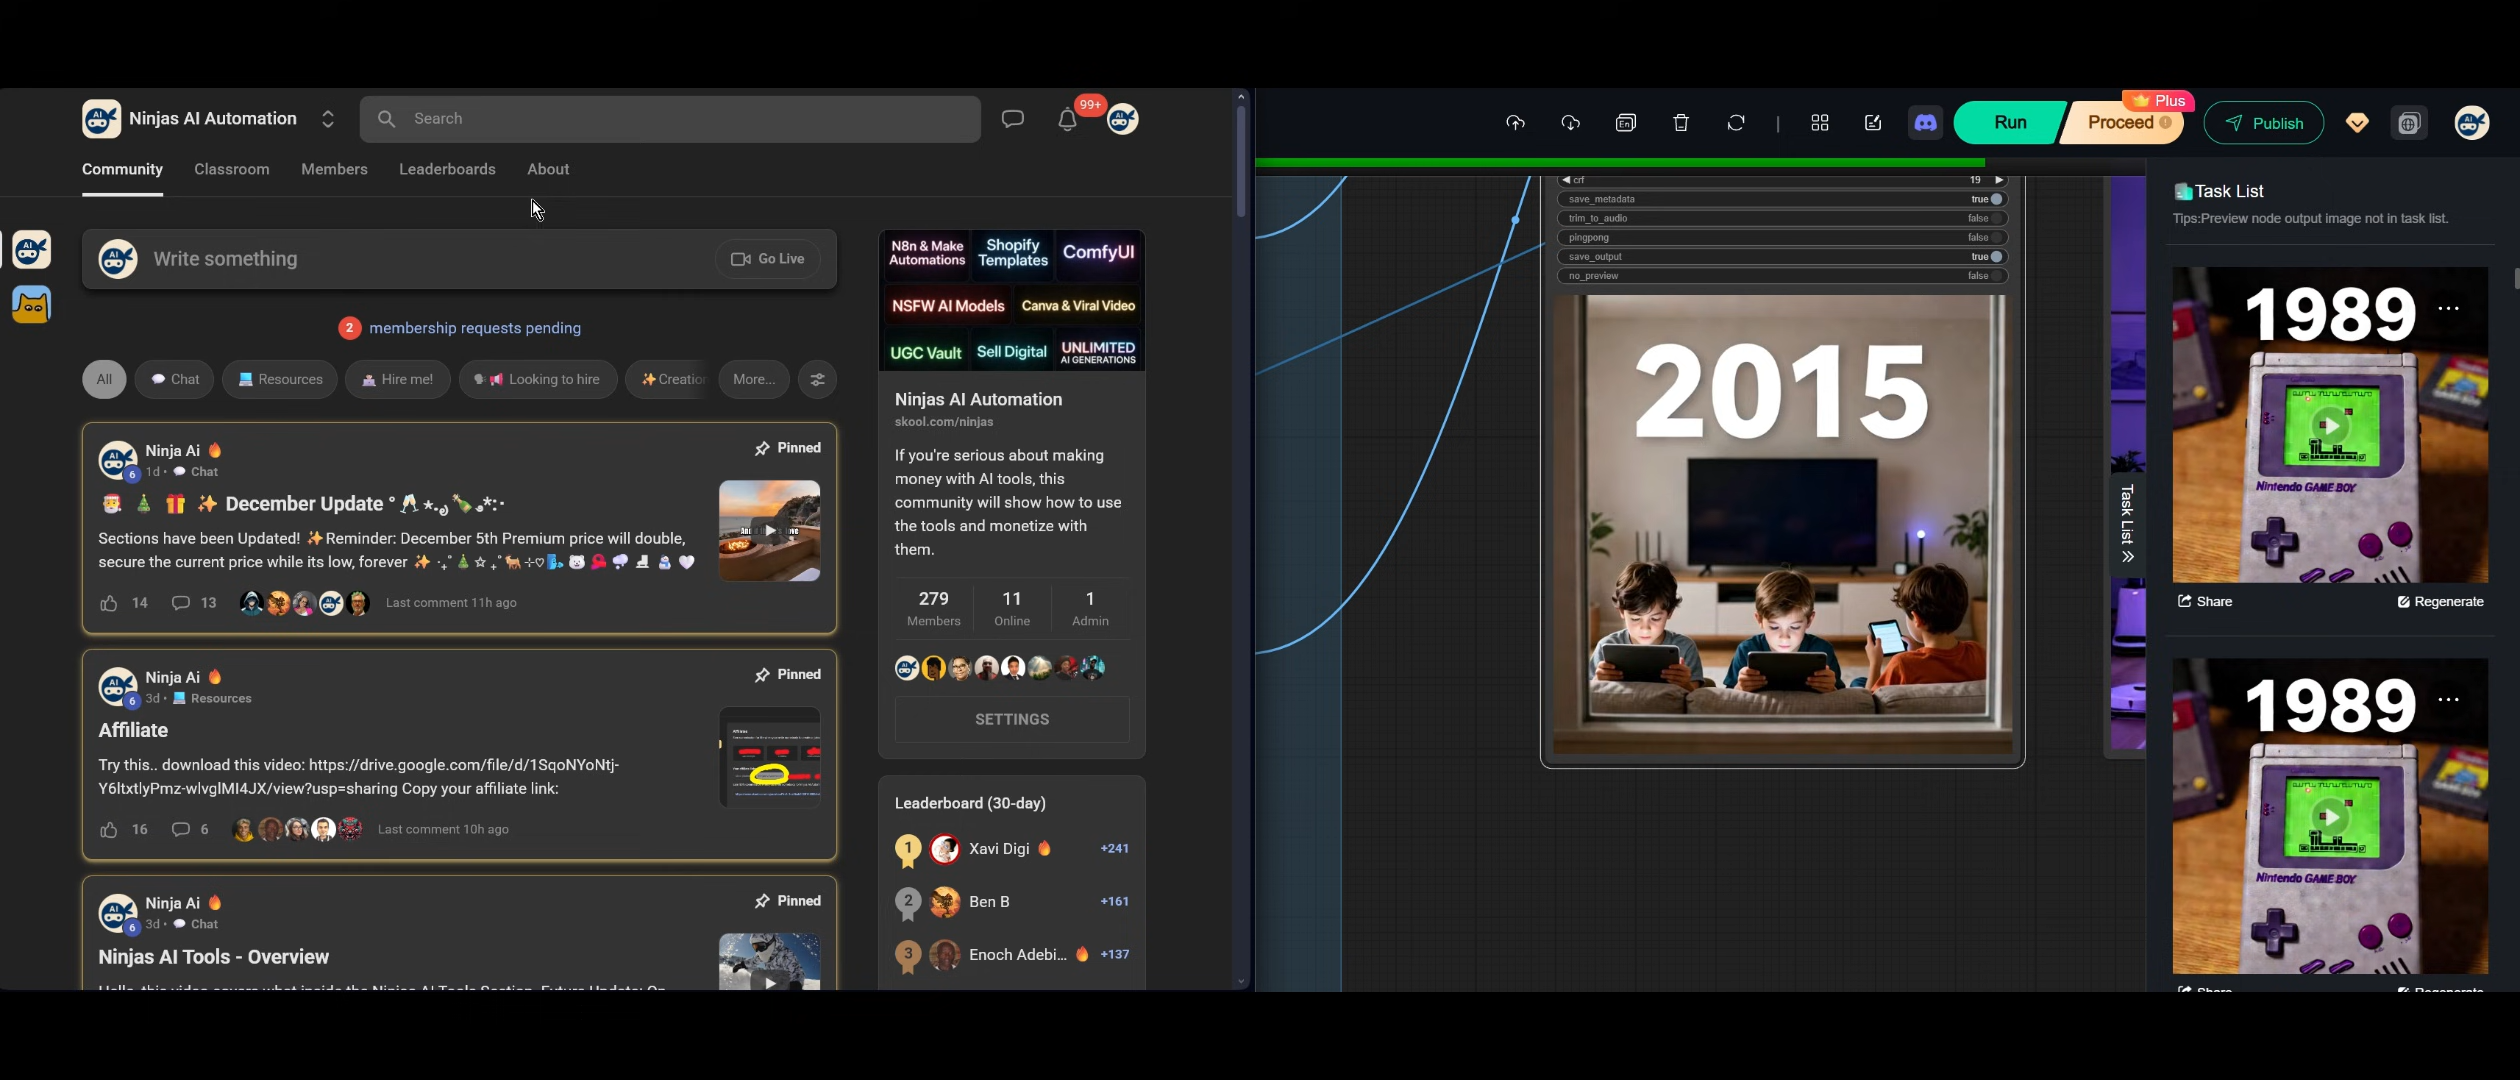 Ninjas AI Automation
Search
99+
Community
Classroom
Members
Leaderboards
About
Write something
Go Live
2 membership requests pending
All
Chat
Resources
Hire me!
Looking to hire
Creation
More...
Ninja Ai
6
1d • Chat
Pinned
December Update
Sections have been Updated! Reminder: December 5th Premium price will double,
secure the current price while its low, forever
14
13
Last comment 11h ago
Ninja Ai
6
3d • Resources
Pinned
Affiliate
Try this.. download this video: https://drive.google.com/file/d/1SqoNYoNtj-
Y6ltxtlyPmz-wlvglMI4JX/view?usp=sharing Copy your affiliate link:
16
6
Last comment 10h ago
Ninja Ai
6
3d • Chat
Pinned
Ninjas AI Tools - Overview
N8n & Make
Automations
Shopify
Templates
ComfyUI
NSFW AI Models
Canva & Viral Video
UGC Vault
Sell Digital
UNLIMITED
AI GENERATIONS
Ninjas AI Automation
skool.com/ninjas
If you're serious about making
money with AI tools, this
community will show how to use
the tools and monetize with
them.
279
Members
11
Online
1
Admin
SETTINGS
Leaderboard (30-day)
1 Xavi Digi +241
2 Ben B +161
3 Enoch Adebi... +137
En
Run
Proceed
Plus
Publish
crf 19
save_metadata true
trim_to_audio false
pingpong false
save_output true
no_preview false
2015
Task List
Task List
Tips:Preview node output image not in task list.
1989
Nintendo GAME BOY
Share
Regenerate
1989
Nintendo GAME BOY
Share
Regenerate